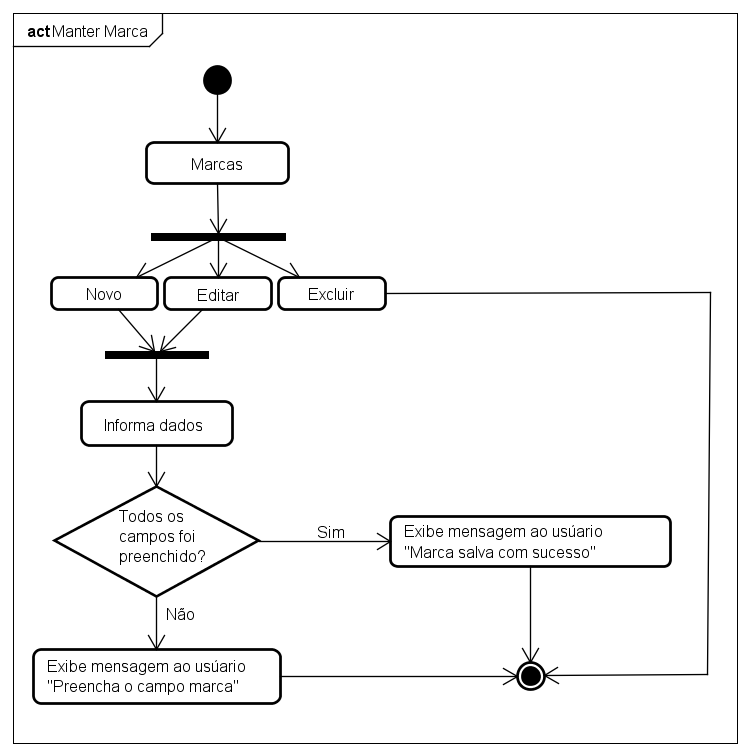 act Manter Marca
Marcas
Novo
Editar
Excluir
Informa dados
Todos os
campos foi
preenchido?
Sim
Exibe mensagem ao usúario
"Marca salva com sucesso"
Não
Exibe mensagem ao usúario
"Preencha o campo marca"